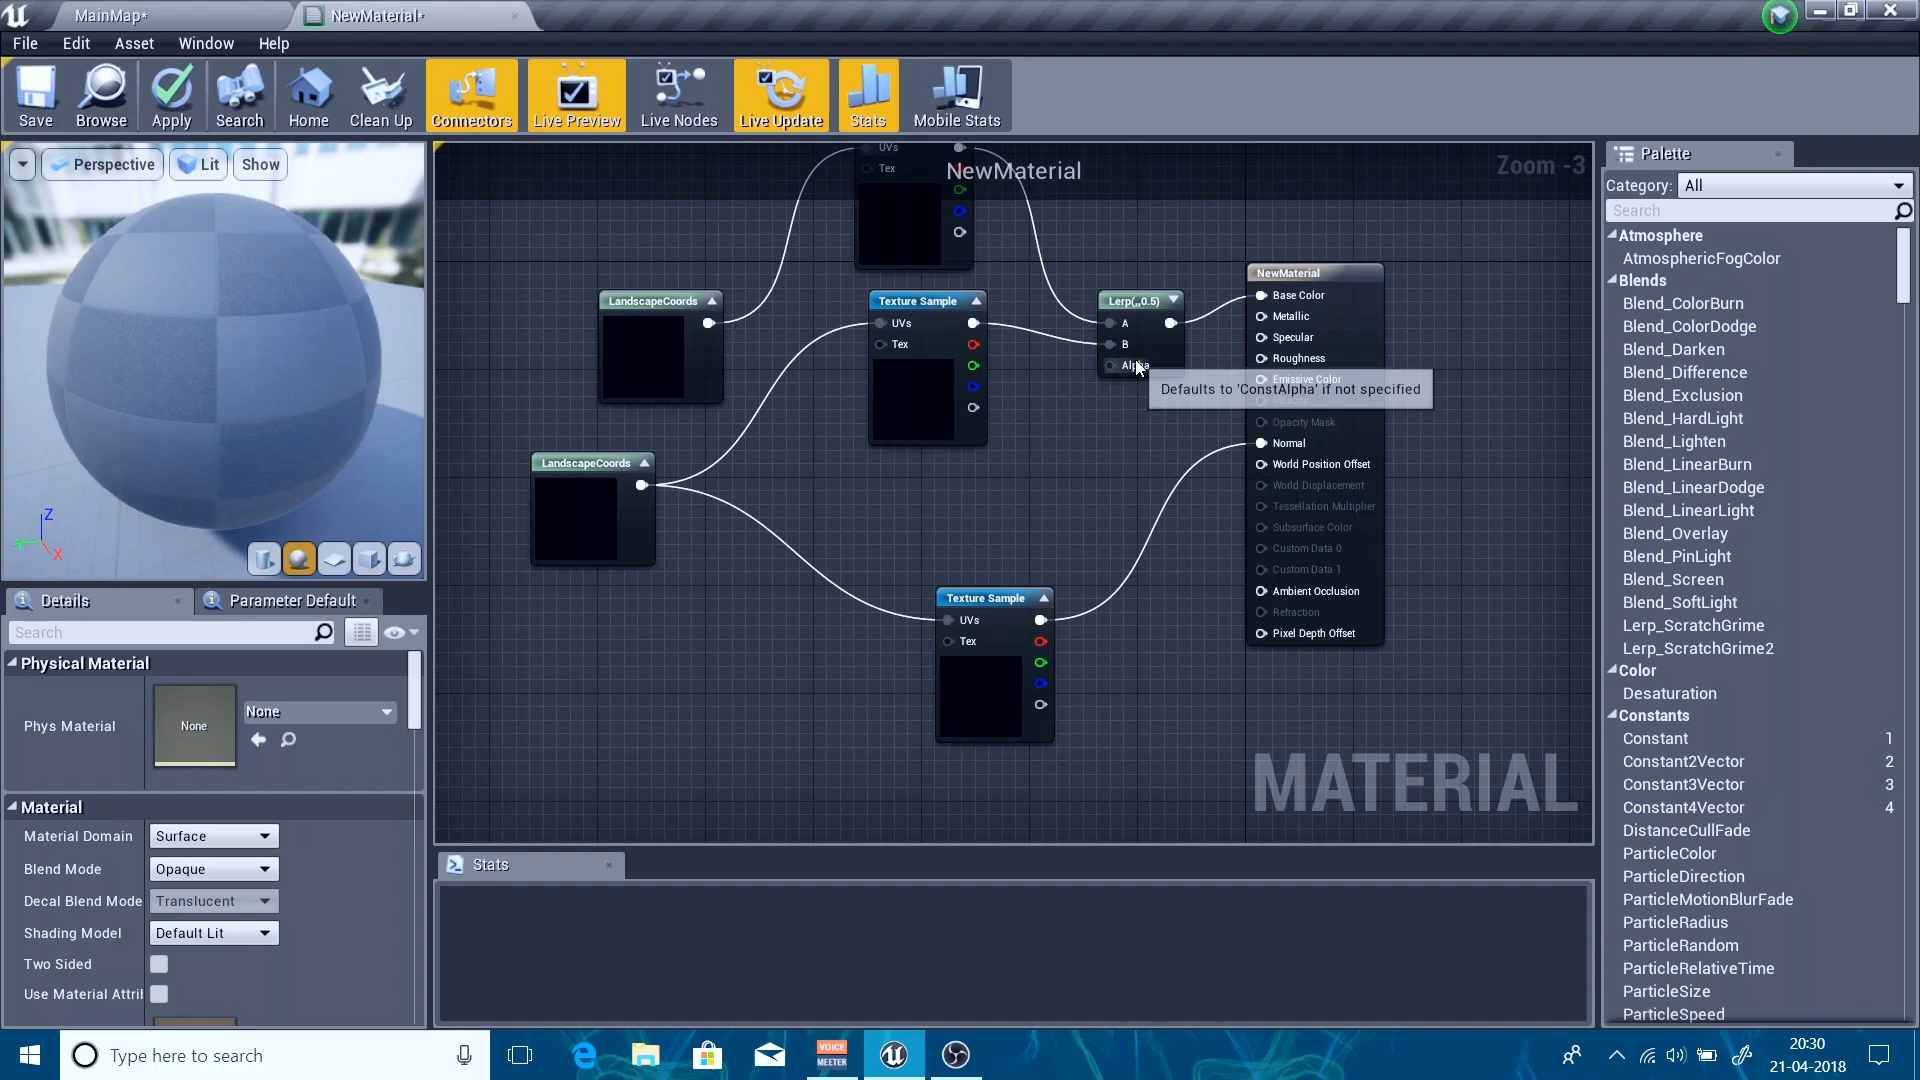 MainMap*
NewMaterial*
File Edit Asset Window Help
Save
Browse
Apply
Search
Home
Clean Up
Connectors
Live Preview
Live Nodes
Live Update
Stats
Mobile Stats
Perspective
Lit
Show
Z
X
Details
Parameter Default
Search
Physical Material
Phys Material
None
None
Material
Material Domain
Surface
Blend Mode
Opaque
Decal Blend Mode
Translucent
Shading Model
Default Lit
Two Sided
Use Material Attrib
NewMaterial
Zoom -3
UVs
Tex
LandscapeCoords
Texture Sample
UVs
Tex
Lerp(,,0.5)
A
B
Alpha
Defaults to 'ConstAlpha' if not specified
LandscapeCoords
Texture Sample
UVs
Tex
NewMaterial
Base Color
Metallic
Specular
Roughness
Emissive Color
Opacity Mask
Normal
World Position Offset
World Displacement
Tessellation Multiplier
Subsurface Color
Custom Data 0
Custom Data 1
Ambient Occlusion
Refraction
Pixel Depth Offset
MATERIAL
Stats
Palette
Category: All
Search
Atmosphere
AtmosphericFogColor
Blends
Blend_ColorBurn
Blend_ColorDodge
Blend_Darken
Blend_Difference
Blend_Exclusion
Blend_HardLight
Blend_Lighten
Blend_LinearBurn
Blend_LinearDodge
Blend_LinearLight
Blend_Overlay
Blend_PinLight
Blend_Screen
Blend_SoftLight
Lerp_ScratchGrime
Lerp_ScratchGrime2
Color
Desaturation
Constants
Constant 1
Constant2Vector 2
Constant3Vector 3
Constant4Vector 4
DistanceCullFade
ParticleColor
ParticleDirection
ParticleMotionBlurFade
ParticleRadius
ParticleRandom
ParticleRelativeTime
ParticleSize
ParticleSpeed
Type here to search
VOICE
MEETER
20:30
21-04-2018